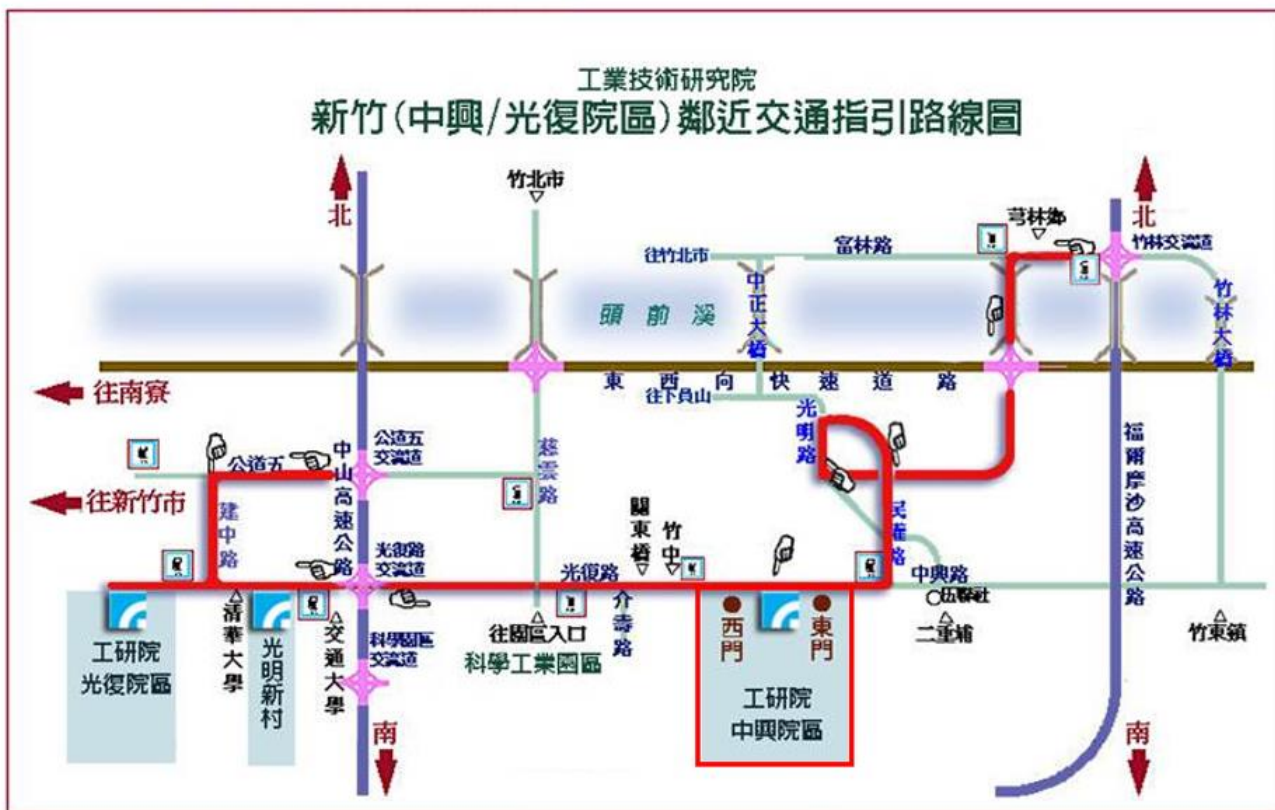 工業技術研究院
新竹(中興/光復院區)鄰近交通指引路線圖
北
竹北市
芎林鄉
北
往竹北市
富林路
竹林交流道
中正大橋
竹林大橋
頭前溪
東西向快速道路
往南寮
往下員山
光明路
公道五
中山高速公路
公道五
交流道
慈雲路
福爾摩沙高速公路
往新竹市
建中路
關東橋
竹中
民權路
光復路
交流道
光復路
中興路
介壽路
伍聯社
二重埔
竹東鎮
工研院
光復院區
清華大學
光明新村
交通大學
科學園區
交流道
往園區入口
科學工業園區
西門
東門
工研院
中興院區
南
南